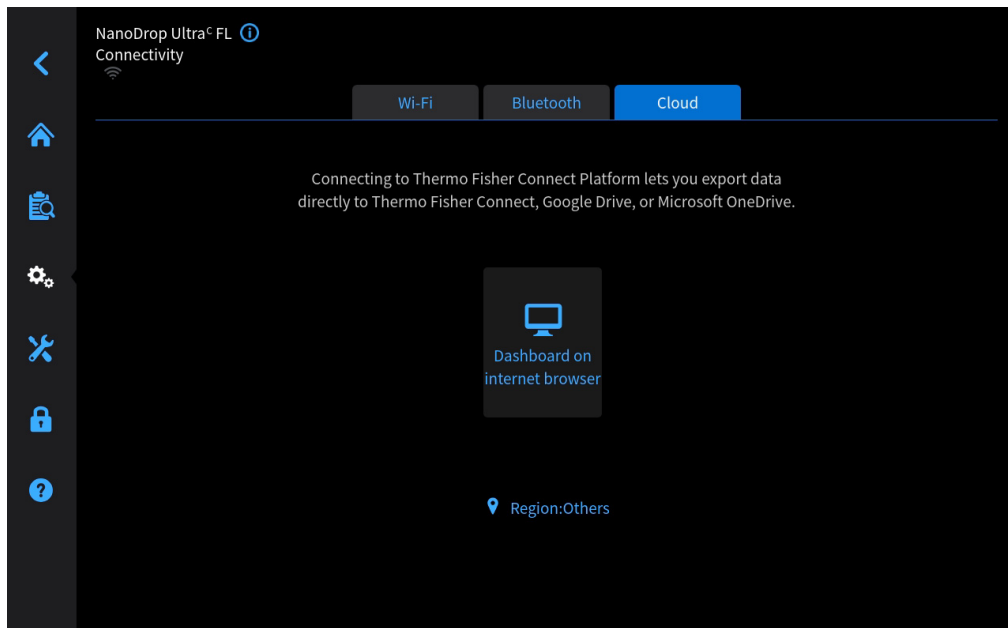 NanoDrop Ultraᶜ FL
Connectivity
Wi-Fi
Bluetooth
Cloud
Connecting to Thermo Fisher Connect Platform lets you export data
directly to Thermo Fisher Connect, Google Drive, or Microsoft OneDrive.
Dashboard on
internet browser
Region:Others